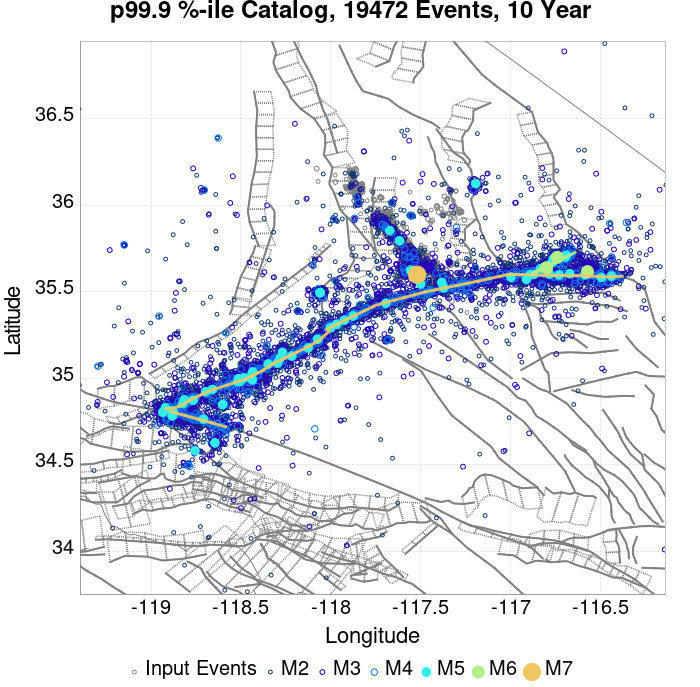 p99.9 %-ile Catalog, 19472 Events, 10 Year
36.5
36
35.5
35
34.5
34
Latitude
-119 -118.5 -118 -117.5 -117 -116.5
Longitude
Input Events M2 M3 M4 M5 M6 M7